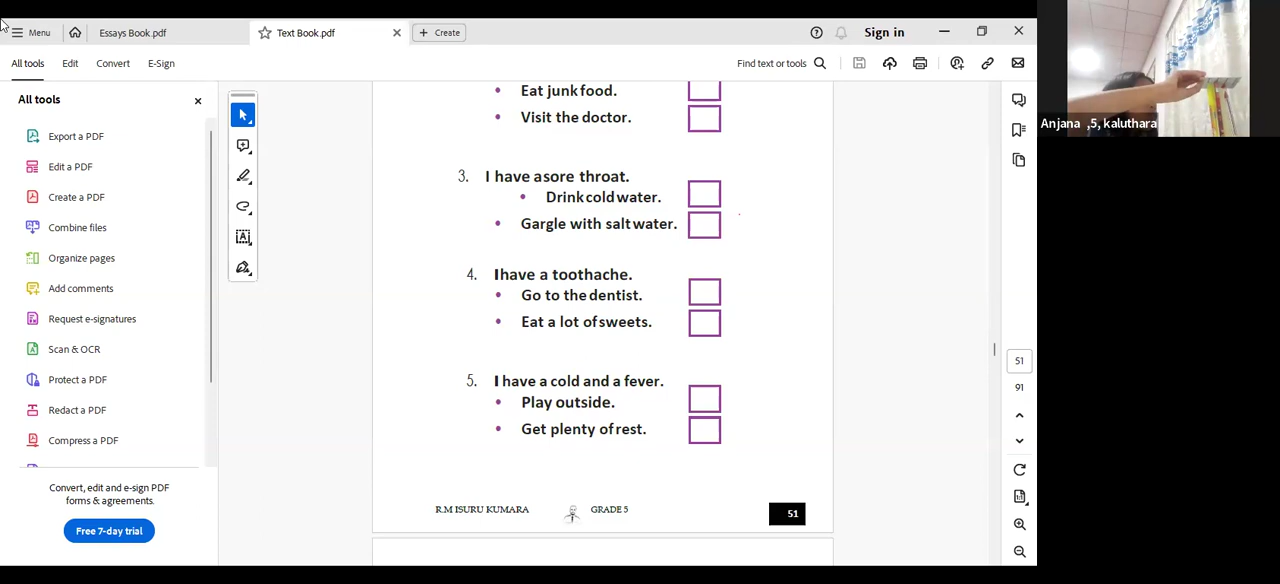 Menu
Essays Book.pdf
Text Book.pdf
Create
Sign in
All tools
Edit
Convert
E-Sign
Find text or tools
All tools
Export a PDF
Edit a PDF
Create a PDF
Combine files
Organize pages
Add comments
Request e-signatures
Scan & OCR
Protect a PDF
Redact a PDF
Compress a PDF
Convert, edit and e-sign PDF
forms & agreements.
Free 7-day trial
• Eat junk food.
• Visit the doctor.
3. I have asore throat.
• Drink cold water.
• Gargle with salt water.
4. I have a toothache.
• Go to the dentist.
• Eat a lot of sweets.
5. I have a cold and a fever.
• Play outside.
• Get plenty of rest.
R.M ISURU KUMARA GRADE 5 51
51
91
Anjana ,5, kaluthara